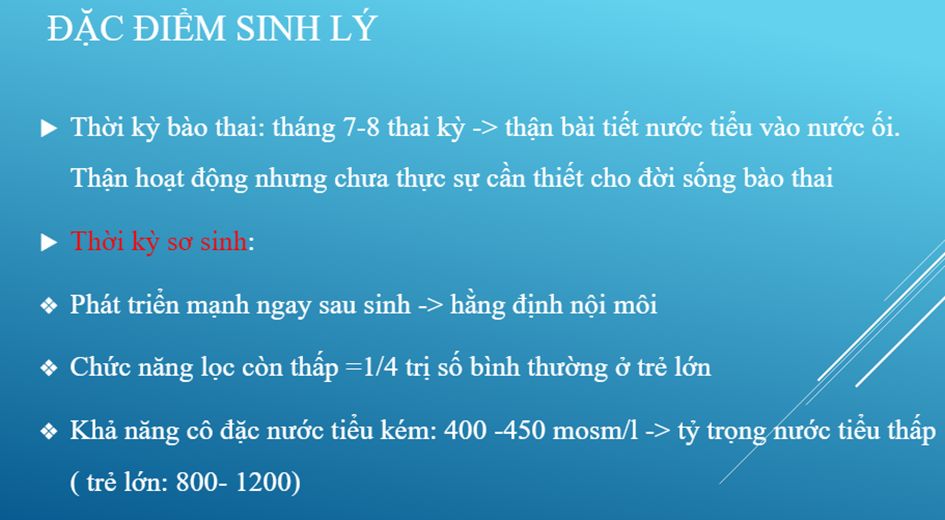 ĐẶC ĐIỂM SINH LÝ
Thời kỳ bào thai: tháng 7-8 thai kỳ -> thận bài tiết nước tiểu vào nước ối.
Thận hoạt động nhưng chưa thực sự cần thiết cho đời sống bào thai
Thời kỳ sơ sinh:
Phát triển mạnh ngay sau sinh -> hằng định nội môi
Chức năng lọc còn thấp =1/4 trị số bình thường ở trẻ lớn
Khả năng cô đặc nước tiểu kém: 400 -450 mosm/l -> tỷ trọng nước tiểu thấp
( trẻ lớn: 800- 1200)